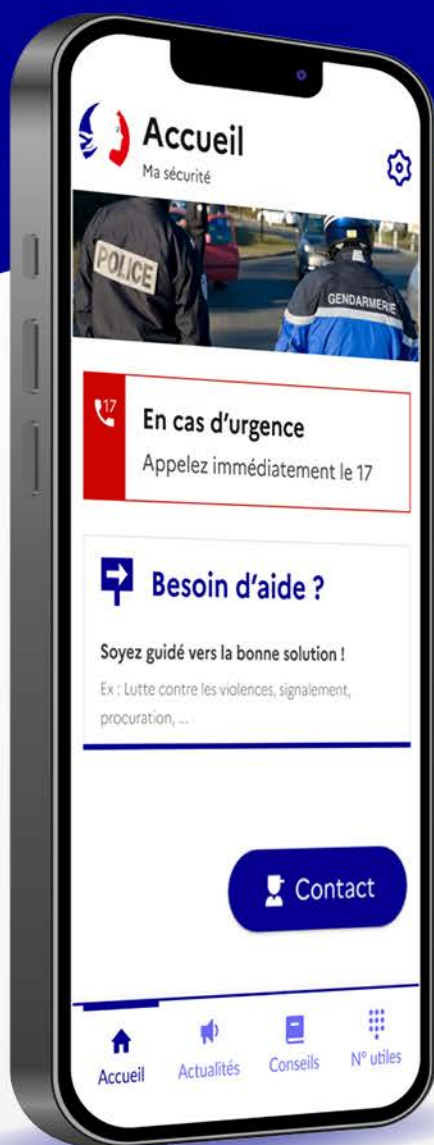 Accueil
Ma sécurité
POLICE
GENDARMERIE
17
En cas d'urgence
Appelez immédiatement le 17
Besoin d'aide ?
Soyez guidé vers la bonne solution !
Ex : Lutte contre les violences, signalement,
procuration, ...
Contact
Accueil
Actualités
Conseils
N° utiles